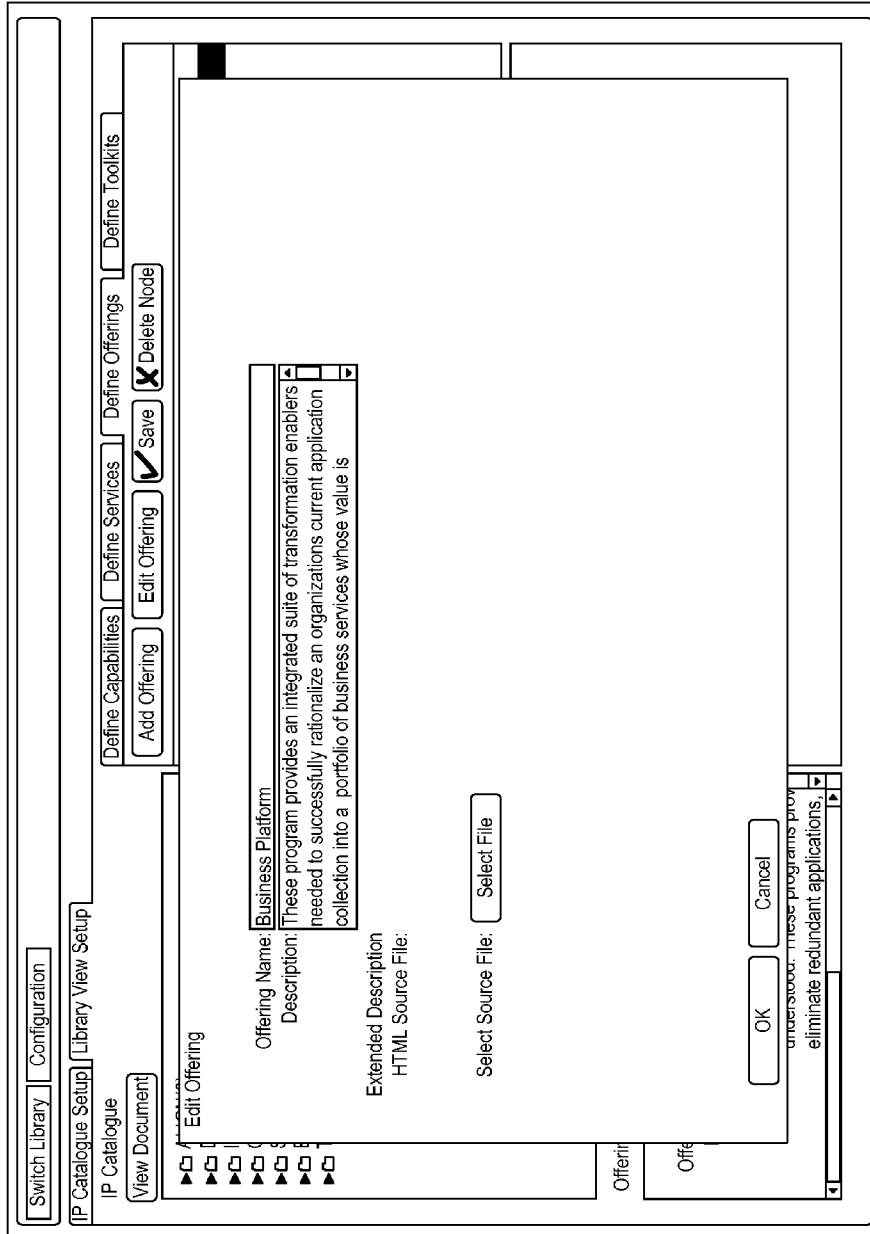 Switch Library
Configuration
IP Catalogue Setup
Library View Setup
IP Catalogue
View Document
Define Capabilities
Define Services
Define Offerings
Define Toolkits
Add Offering
Edit Offering
Save
Delete Node
Edit Offering
Offering Name: Business Platform
Description: These program provides an integrated suite of transformation enablers
needed to successfully rationalize an organizations current application
collection into a portfolio of business services whose value is
Extended Description
HTML Source File:
Select Source File:
Select File
OK
Cancel
understood. These programs prov
eliminate redundant applications,
Offerin
Offe